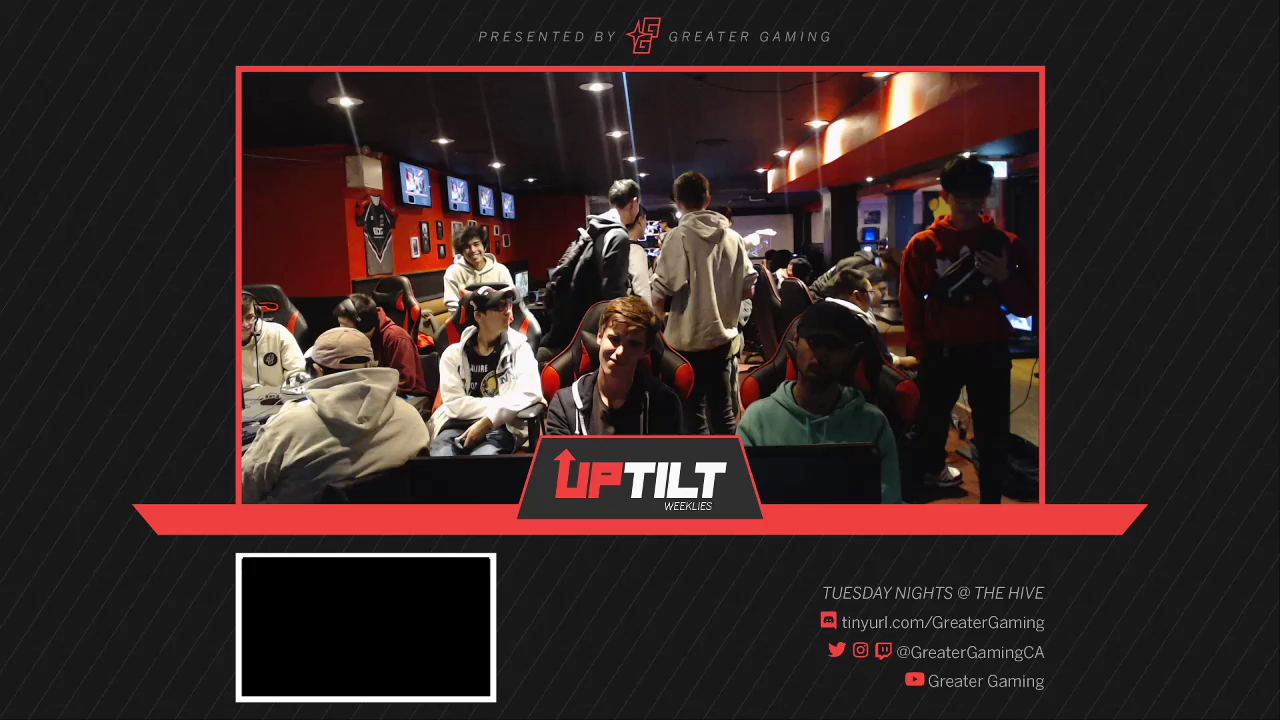 PRESENTED BY GREATER GAMING
UPTILT
WEEKLIES
TUESDAY NIGHTS @ THE HIVE
tinyurl.com/GreaterGaming
@GreaterGamingCA
Greater Gaming